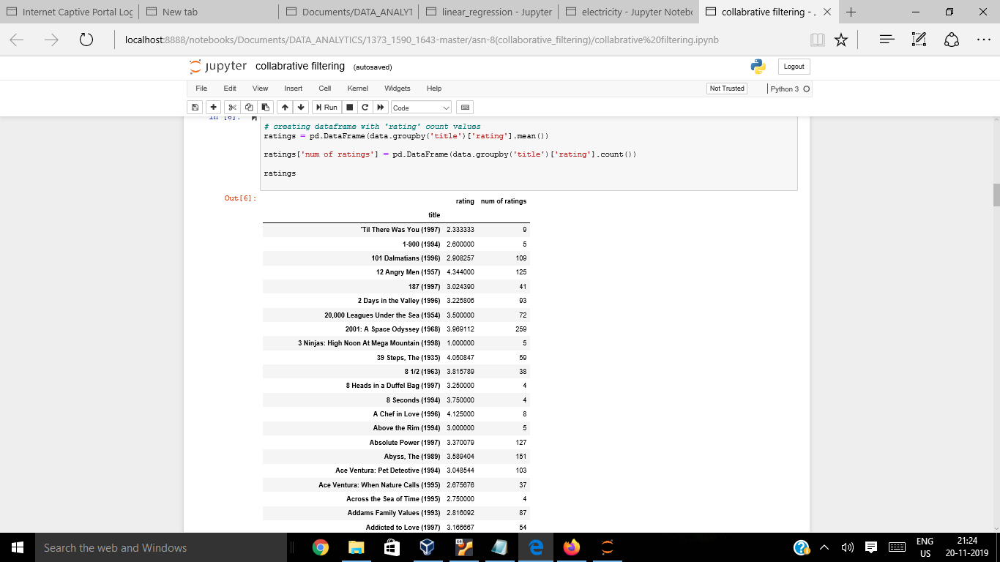 Internet Captive Portal Log
New tab
Documents/DATA_ANALYT
linear_regression - Jupyter
electricity - Jupyter Notebo
collabrative filtering - .
localhost:8888/notebooks/Documents/DATA_ANALYTICS/1373_1590_1643-master/asn-8(collaborative_filtering)/collabrative%20filtering.ipynb
jupyter collabrative filtering (autosaved)
Logout
File Edit View Insert Cell Kernel Widgets Help
Not Trusted
Python 3
Run
Code
In [6]:
# creating dataframe with 'rating' count values
ratings = pd.DataFrame(data.groupby('title')['rating'].mean())
ratings['num of ratings'] = pd.DataFrame(data.groupby('title')['rating'].count())
ratings
Out[6]:
rating num of ratings
title
'Til There Was You (1997) 2.333333 9
1-900 (1994) 2.600000 5
101 Dalmatians (1996) 2.908257 109
12 Angry Men (1957) 4.344000 125
187 (1997) 3.024390 41
2 Days in the Valley (1996) 3.225806 93
20,000 Leagues Under the Sea (1954) 3.500000 72
2001: A Space Odyssey (1968) 3.969112 259
3 Ninjas: High Noon At Mega Mountain (1998) 1.000000 5
39 Steps, The (1935) 4.050847 59
8 1/2 (1963) 3.815789 38
8 Heads in a Duffel Bag (1997) 3.250000 4
8 Seconds (1994) 3.750000 4
A Chef in Love (1996) 4.125000 8
Above the Rim (1994) 3.000000 5
Absolute Power (1997) 3.370079 127
Abyss, The (1989) 3.589404 151
Ace Ventura: Pet Detective (1994) 3.048544 103
Ace Ventura: When Nature Calls (1995) 2.675676 37
Across the Sea of Time (1995) 2.750000 4
Addams Family Values (1993) 2.816092 87
Addicted to Love (1997) 3.166667 54
Search the web and Windows
64
ENG
US
21:24
20-11-2019